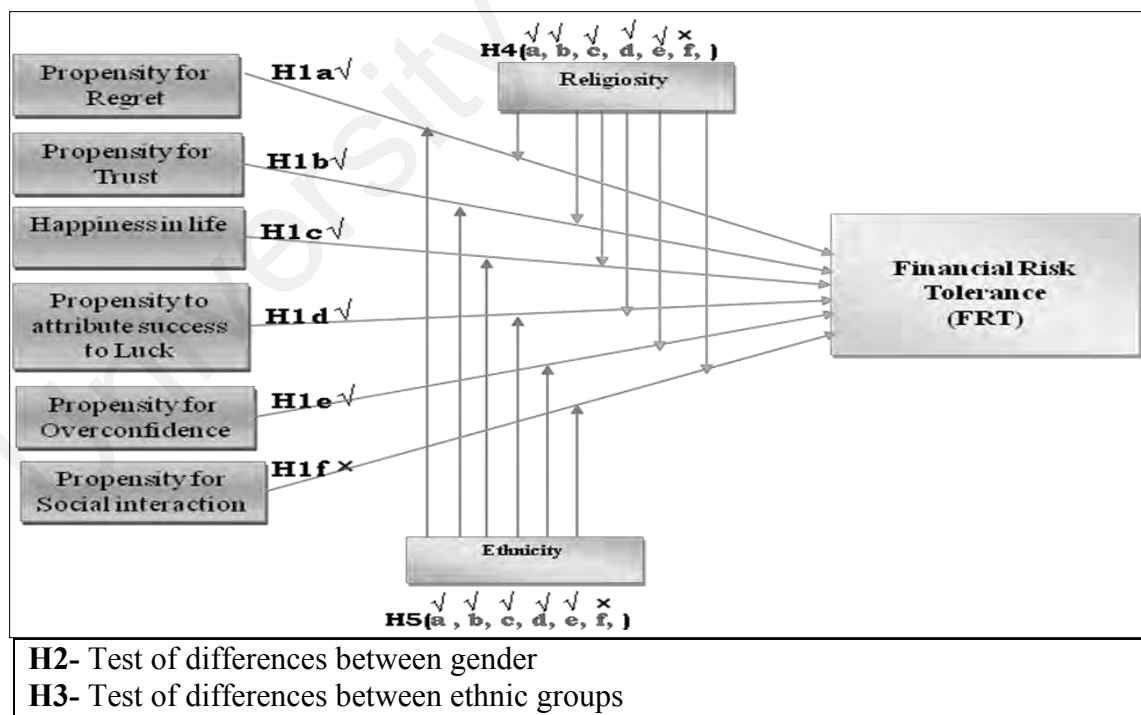 √ √ √ √ √ ×
H4(a, b, c, d, e, f, )
Religiosity
Propensity for
Regret
H1a√
Propensity for
Trust
H1b√
Happiness in life
H1c√
Propensity to
attribute success
to Luck
H1d√
Propensity for
Overconfidence
H1e√
Propensity for
Social interaction
H1f×
Financial Risk
Tolerance
(FRT)
Ethnicity
√ √ √ √ √ ×
H5(a , b, c, d, e, f, )
H2- Test of differences between gender
H3- Test of differences between ethnic groups
University